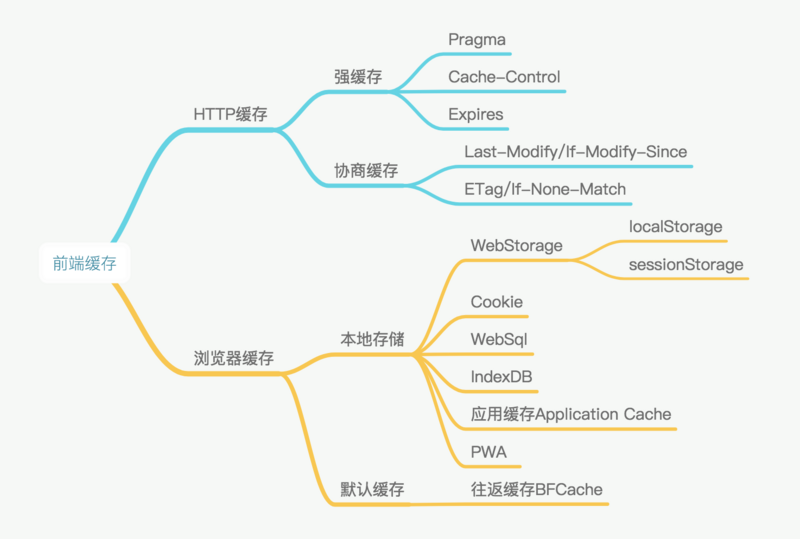 前端缓存
HTTP缓存
强缓存
Pragma
Cache-Control
Expires
协商缓存
Last-Modify/If-Modify-Since
ETag/If-None-Match
浏览器缓存
本地存储
WebStorage
localStorage
sessionStorage
Cookie
WebSql
IndexDB
应用缓存Application Cache
PWA
默认缓存
往返缓存BFCache